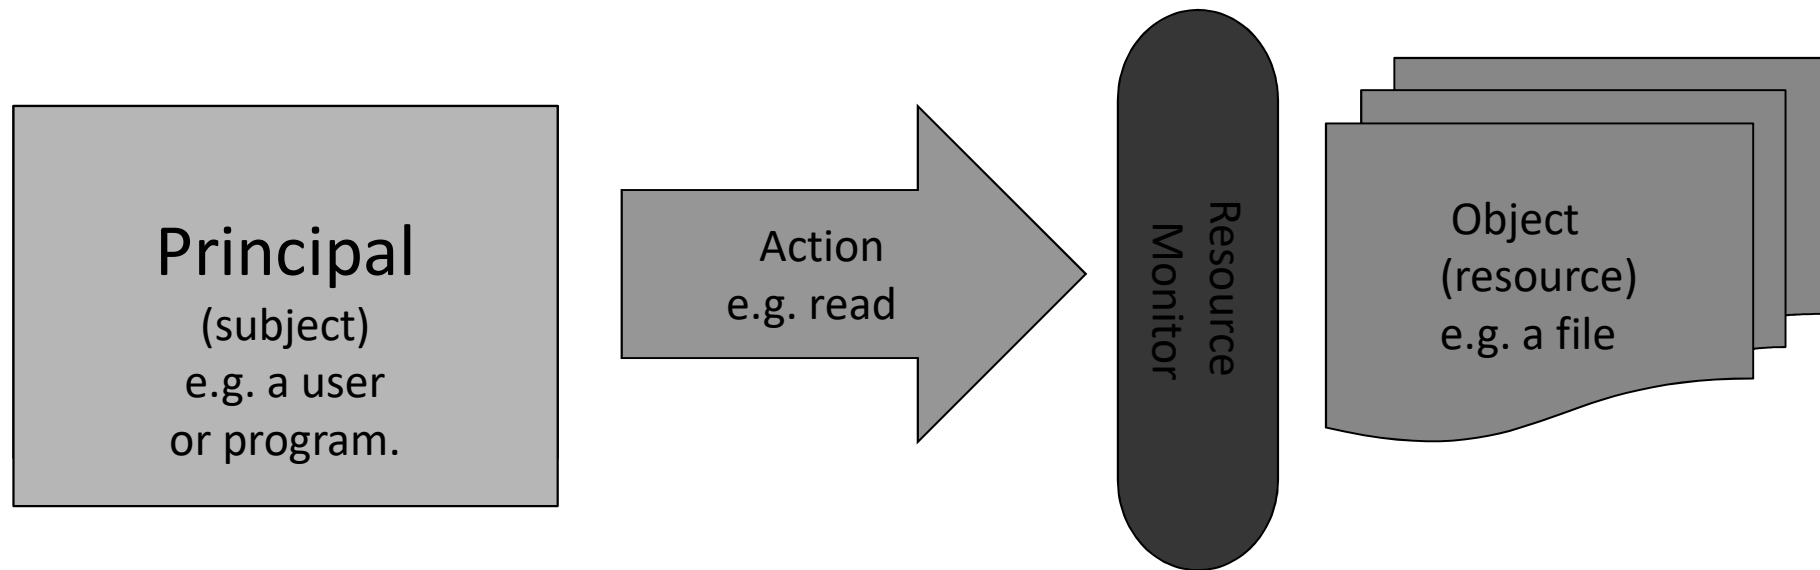 Principal
(subject)
e.g. a user
or program.
Action
e.g. read
Resource
Monitor
Object
(resource)
e.g. a file